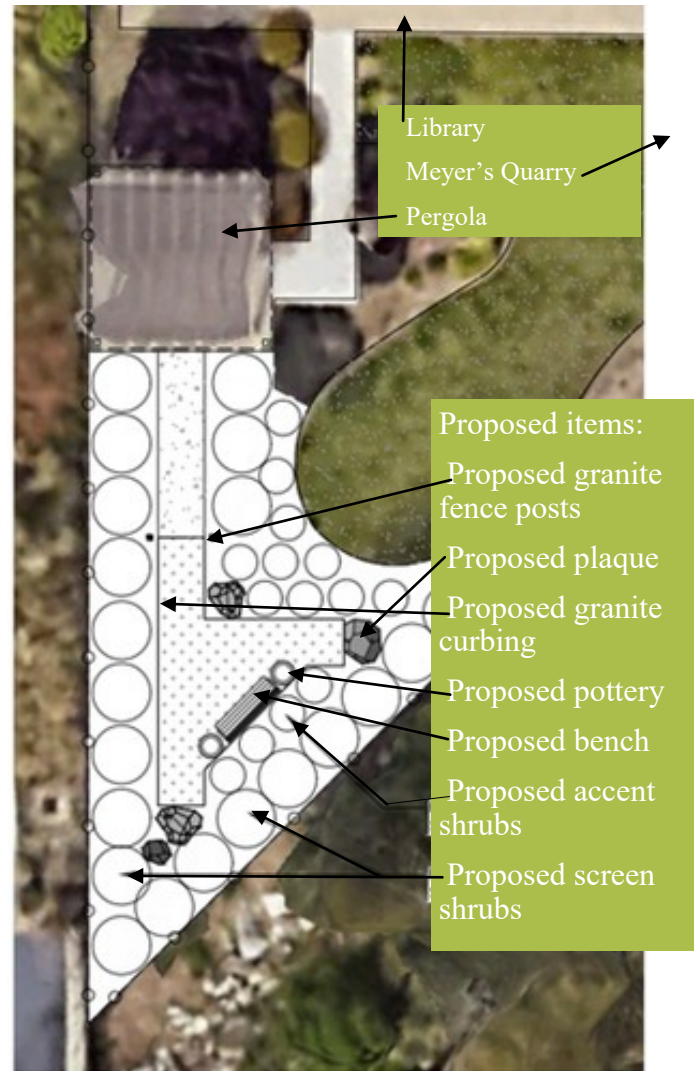 Library
Meyer’s Quarry
Pergola
Proposed items:
Proposed granite
fence posts
Proposed plaque
Proposed granite
curbing
Proposed pottery
Proposed bench
Proposed accent
shrubs
Proposed screen
shrubs